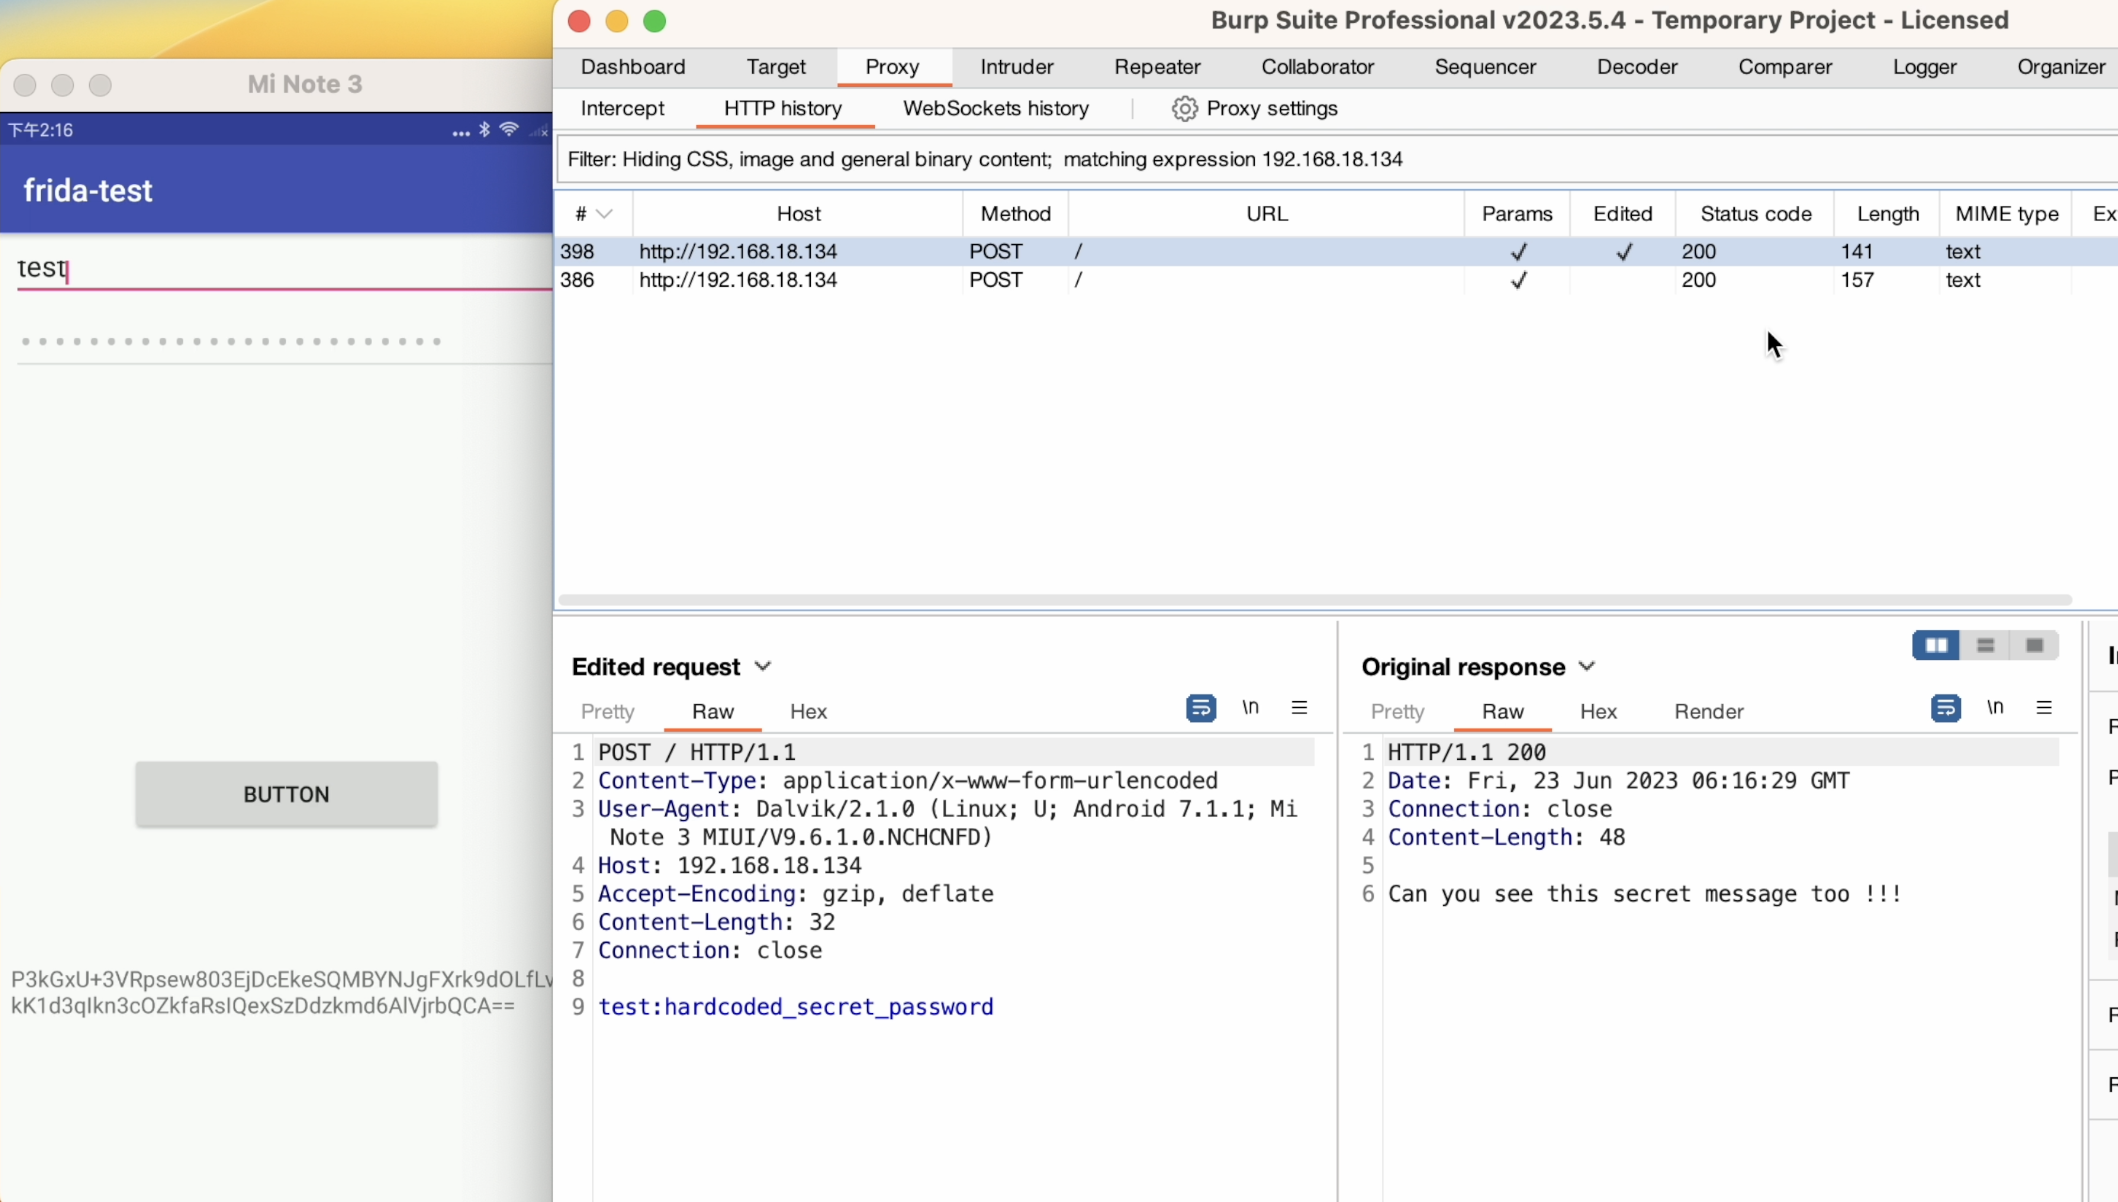 Burp Suite Professional v2023.5.4 - Temporary Project - Licensed
Dashboard Target Proxy Intruder Repeater Collaborator Sequencer Decoder Comparer Logger Organizer
Mi Note 3
Intercept HTTP history WebSockets history Proxy settings
下午2:16
Filter: Hiding CSS, image and general binary content; matching expression 192.168.18.134
frida-test
# Host Method URL Params Edited Status code Length MIME type Ex
398 http://192.168.18.134 POST / ✓ ✓ 200 141 text
386 http://192.168.18.134 POST / ✓ 200 157 text
test
BUTTON
P3kGxU+3VRpsew803EjDcEkeSQMBYNJgFXrk9dOLfLv
kK1d3qIkn3cOZkfaRsIQexSzDdzkmd6AlVjrbQCA==
Edited request
Pretty Raw Hex \n
1 POST / HTTP/1.1
2 Content-Type: application/x-www-form-urlencoded
3 User-Agent: Dalvik/2.1.0 (Linux; U; Android 7.1.1; Mi
Note 3 MIUI/V9.6.1.0.NCHCNFD)
4 Host: 192.168.18.134
5 Accept-Encoding: gzip, deflate
6 Content-Length: 32
7 Connection: close
8
9 test:hardcoded_secret_password
Original response
Pretty Raw Hex Render \n
1 HTTP/1.1 200
2 Date: Fri, 23 Jun 2023 06:16:29 GMT
3 Connection: close
4 Content-Length: 48
5
6 Can you see this secret message too !!!